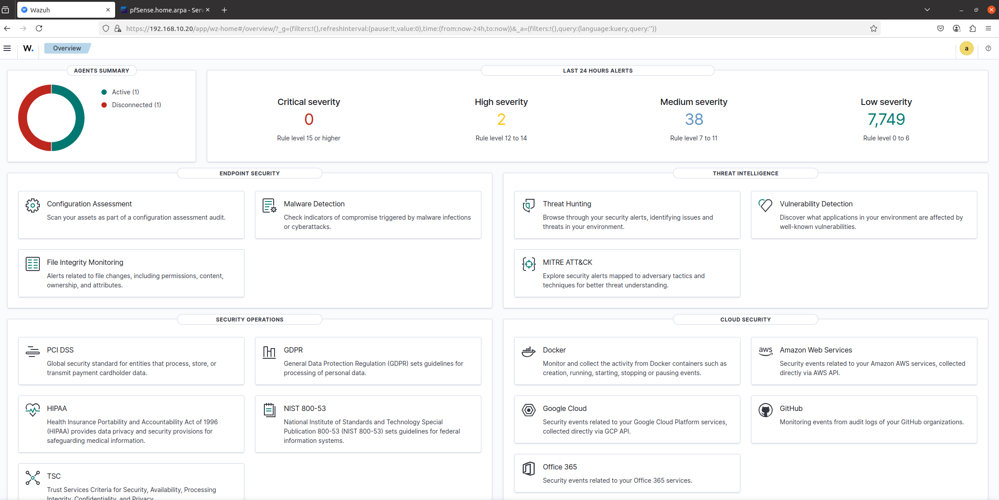 Wazuh
pfSense.home.arpa - Serv
https://192.168.10.20/app/wz-home#/overview/?_g=(filters:!(),refreshInterval:(pause:!t,value:0),time:(from:now-24h,to:now))&_a=(filters:!(),query:(language:kuery,query:''))
W.
Overview
a
AGENTS SUMMARY
Active (1)
Disconnected (1)
LAST 24 HOURS ALERTS
Critical severity
0
Rule level 15 or higher
High severity
2
Rule level 12 to 14
Medium severity
38
Rule level 7 to 11
Low severity
7,749
Rule level 0 to 6
ENDPOINT SECURITY
Configuration Assessment
Scan your assets as part of a configuration assessment audit.
Malware Detection
Check indicators of compromise triggered by malware infections
or cyberattacks.
File Integrity Monitoring
Alerts related to file changes, including permissions, content,
ownership, and attributes.
THREAT INTELLIGENCE
Threat Hunting
Browse through your security alerts, identifying issues and
threats in your environment.
Vulnerability Detection
Discover what applications in your environment are affected by
well-known vulnerabilities.
MITRE ATT&CK
Explore security alerts mapped to adversary tactics and
techniques for better threat understanding.
SECURITY OPERATIONS
PCI DSS
Global security standard for entities that process, store, or
transmit payment cardholder data.
GDPR
General Data Protection Regulation (GDPR) sets guidelines for
processing of personal data.
HIPAA
Health Insurance Portability and Accountability Act of 1996
(HIPAA) provides data privacy and security provisions for
safeguarding medical information.
NIST 800-53
National Institute of Standards and Technology Special
Publication 800-53 (NIST 800-53) sets guidelines for federal
information systems.
TSC
Trust Services Criteria for Security, Availability, Processing
Integrity, Confidentiality, and Privacy.
CLOUD SECURITY
Docker
Monitor and collect the activity from Docker containers such as
creation, running, starting, stopping or pausing events.
aws
Amazon Web Services
Security events related to your Amazon AWS services, collected
directly via AWS API.
Google Cloud
Security events related to your Google Cloud Platform services,
collected directly via GCP API.
GitHub
Monitoring events from audit logs of your GitHub organizations.
Office 365
Security events related to your Office 365 services.